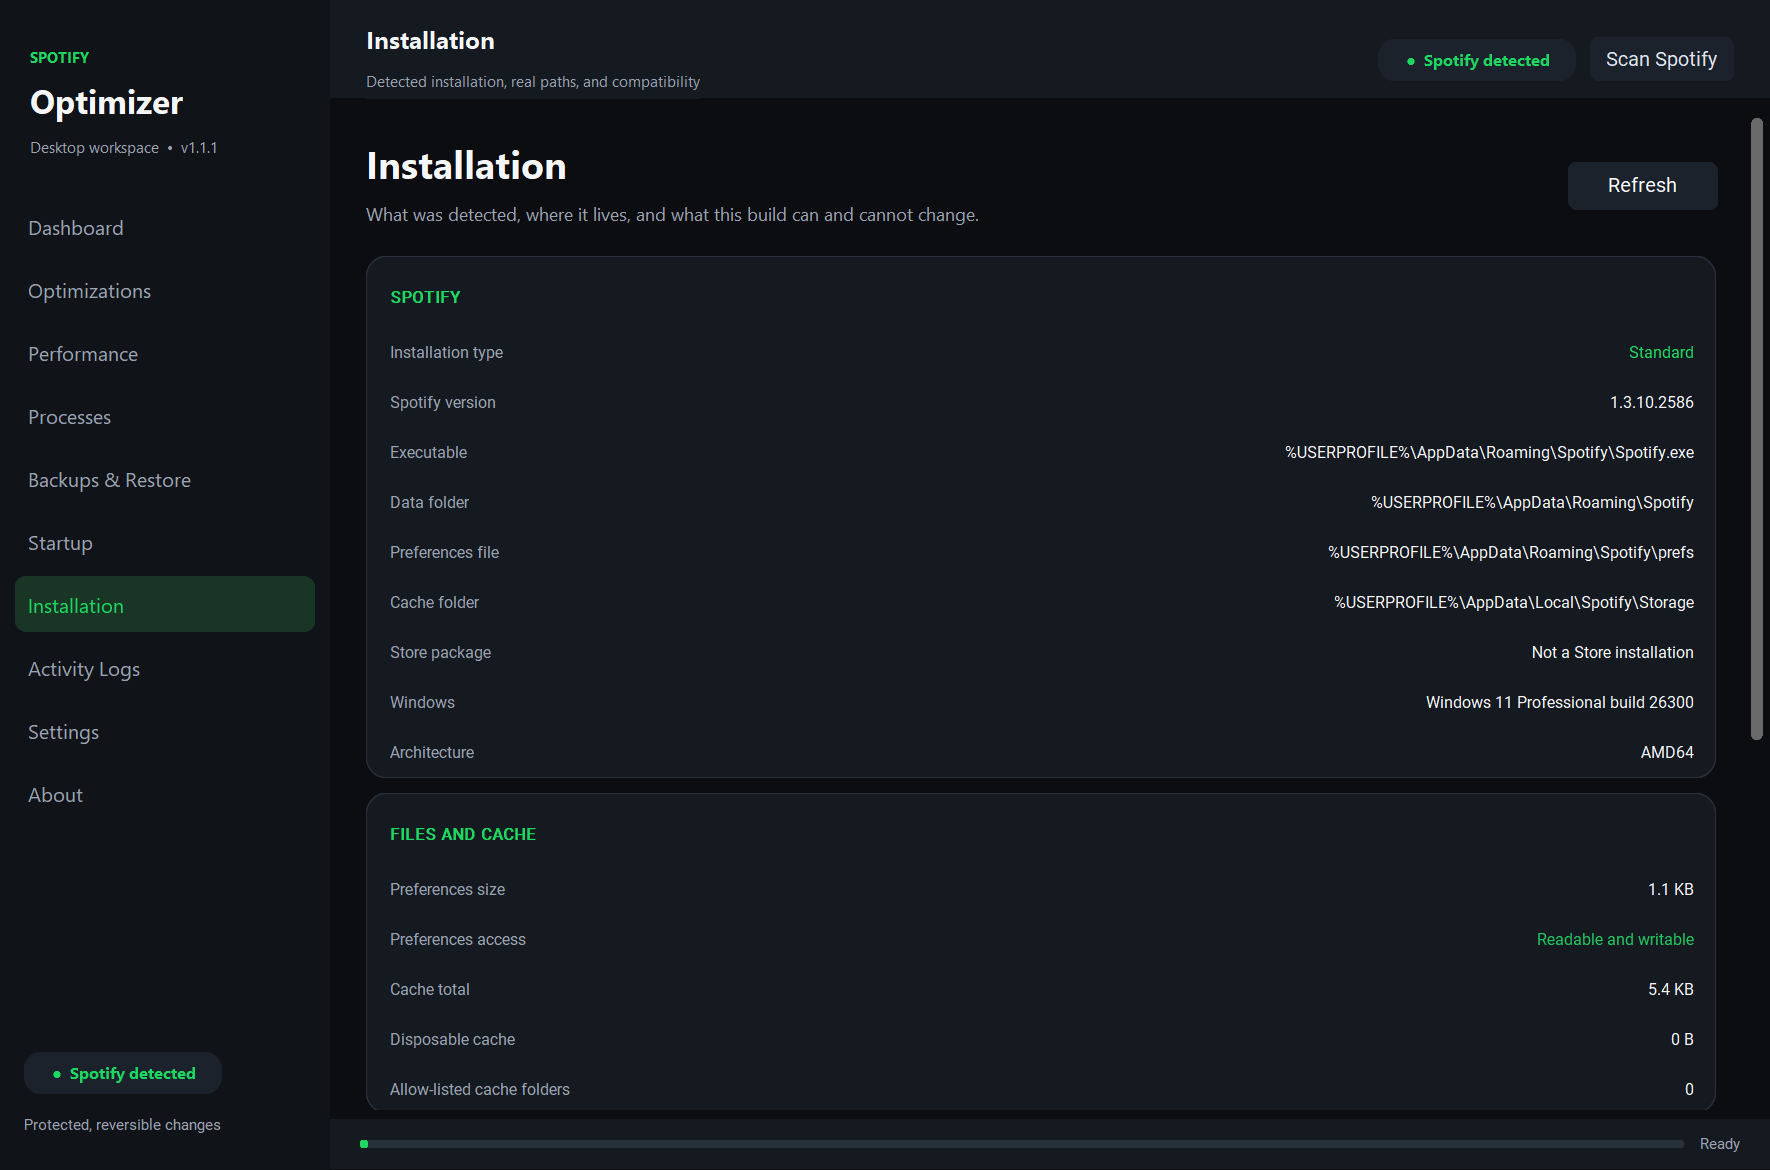 SPOTIFY
Optimizer
Desktop workspace • v1.1.1
Dashboard
Optimizations
Performance
Processes
Backups & Restore
Startup
Installation
Activity Logs
Settings
About
● Spotify detected
Protected, reversible changes
Installation
Detected installation, real paths, and compatibility
● Spotify detected
Scan Spotify
Installation
What was detected, where it lives, and what this build can and cannot change.
Refresh
SPOTIFY
Installation type Standard
Spotify version 1.3.10.2586
Executable %USERPROFILE%\AppData\Roaming\Spotify\Spotify.exe
Data folder %USERPROFILE%\AppData\Roaming\Spotify
Preferences file %USERPROFILE%\AppData\Roaming\Spotify\prefs
Cache folder %USERPROFILE%\AppData\Local\Spotify\Storage
Store package Not a Store installation
Windows Windows 11 Professional build 26300
Architecture AMD64
FILES AND CACHE
Preferences size 1.1 KB
Preferences access Readable and writable
Cache total 5.4 KB
Disposable cache 0 B
Allow-listed cache folders 0
Ready